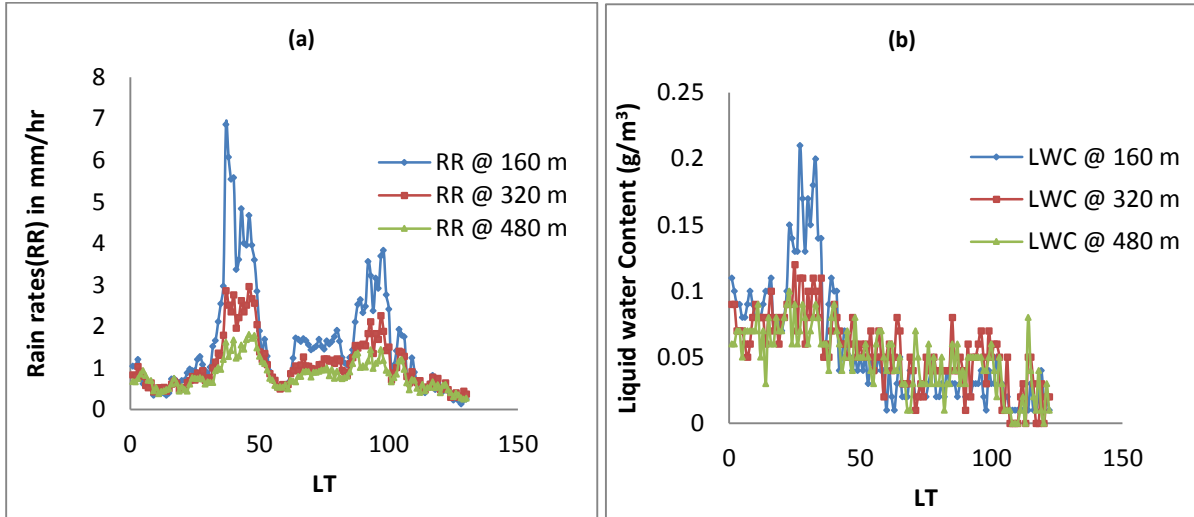 (a)
Rain rates(RR) in mm/hr
8
7
6
5
4
3
2
1
0
0 50 100 150
LT
RR @ 160 m
RR @ 320 m
RR @ 480 m
(b)
Liquid water Content (g/m³)
0.25
0.2
0.15
0.1
0.05
0
0 50 100 150
LT
LWC @ 160 m
LWC @ 320 m
LWC @ 480 m